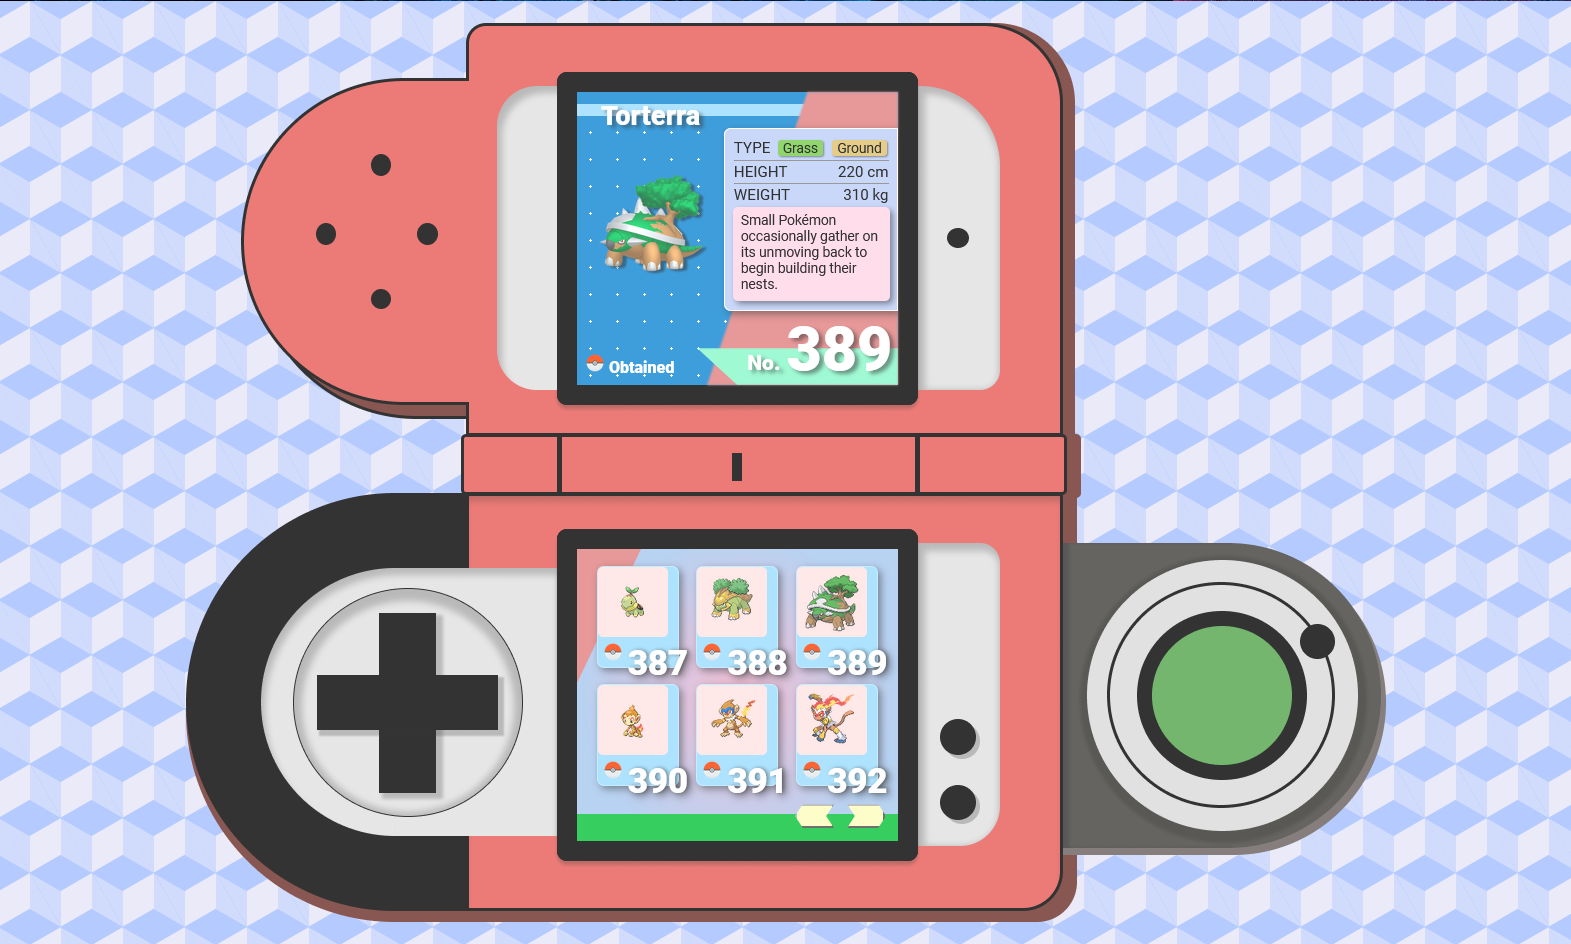 Torterra
TYPE Grass Ground
HEIGHT 220 cm
WEIGHT 310 kg
Small Pokémon
occasionally gather on
its unmoving back to
begin building their
nests.
Obtained
No. 389
387 388 389
390 391 392